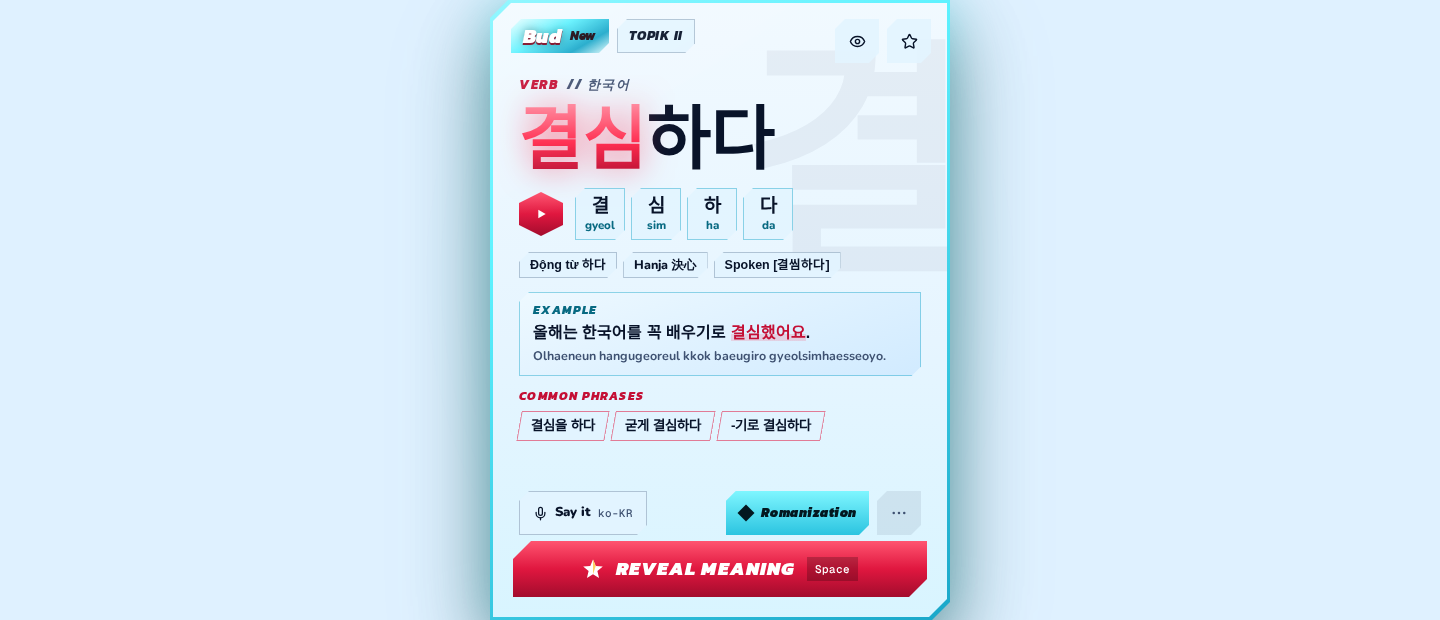 Bud New TOPIK II
VERB // 한국어
결심하다
결 심 하 다
gyeol sim ha da
Động từ 하다 Hanja 決心 Spoken [결씸하다]
EXAMPLE
올해는 한국어를 꼭 배우기로 결심했어요.
Olhaeneun hangugeoreul kkok baeugiro gyeolsimhaesseoyo.
COMMON PHRASES
결심을 하다 굳게 결심하다 -기로 결심하다
Say it ko-KR Romanization ...
REVEAL MEANING Space